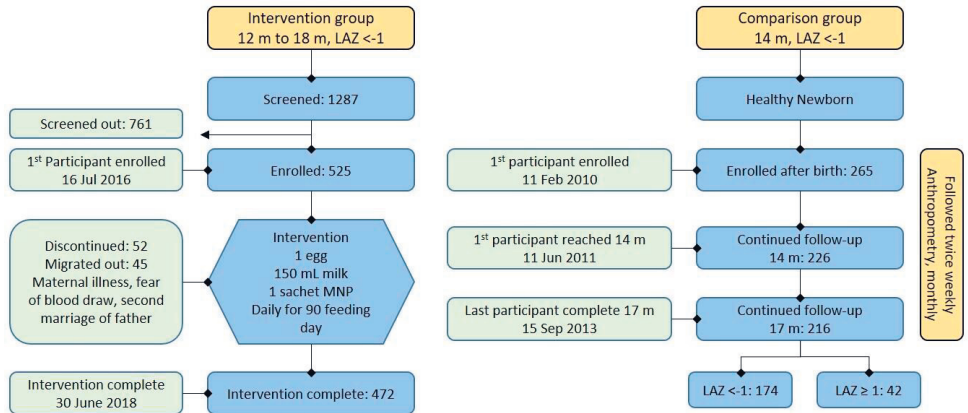 Intervention group
12 m to 18 m, LAZ <-1
Screened: 1287
Screened out: 761
1st Participant enrolled
16 Jul 2016
Enrolled: 525
Discontinued: 52
Migrated out: 45
Maternal illness, fear
of blood draw, second
marriage of father
Intervention
1 egg
150 mL milk
1 sachet MNP
Daily for 90 feeding
day
Intervention complete
30 June 2018
Intervention complete: 472
Comparison group
14 m, LAZ <-1
Healthy Newborn
1st participant enrolled
11 Feb 2010
Enrolled after birth: 265
1st participant reached 14 m
11 Jun 2011
Continued follow-up
14 m: 226
Last participant complete 17 m
15 Sep 2013
Continued follow-up
17 m: 216
LAZ <-1: 174
LAZ ≥ 1: 42
Followed twice weekly
Anthropometry, monthly